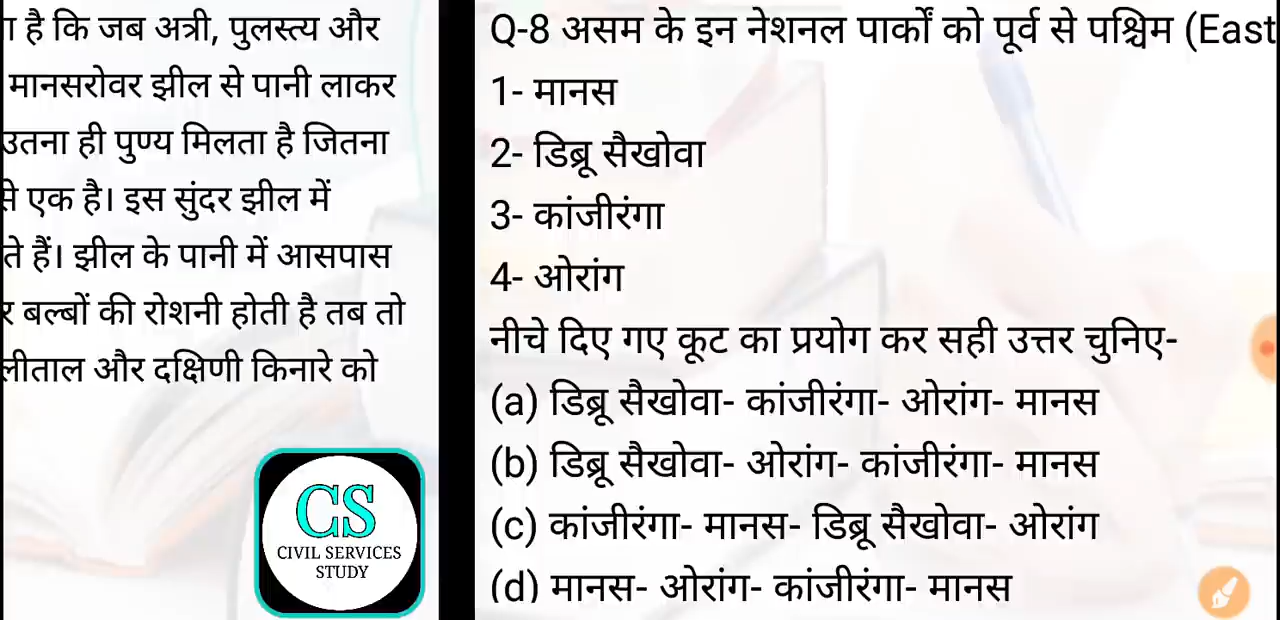 ा है कि जब अत्री, पुलस्त्य और
मानसरोवर झील से पानी लाकर
उतना ही पुण्य मिलता है जितना
से एक है। इस सुंदर झील में
ते हैं। झील के पानी में आसपास
र बल्बों की रोशनी होती है तब तो
लीताल और दक्षिणी किनारे को
CS
CIVIL SERVICES
STUDY
Q-8 असम के इन नेशनल पार्कों को पूर्व से पश्चिम (East
1- मानस
2- डिब्रू सैखोवा
3- कांजीरंगा
4- ओरांग
नीचे दिए गए कूट का प्रयोग कर सही उत्तर चुनिए-
(a) डिब्रू सैखोवा- कांजीरंगा- ओरांग- मानस
(b) डिब्रू सैखोवा- ओरांग- कांजीरंगा- मानस
(c) कांजीरंगा- मानस- डिब्रू सैखोवा- ओरांग
(d) मानस- ओरांग- कांजीरंगा- मानस